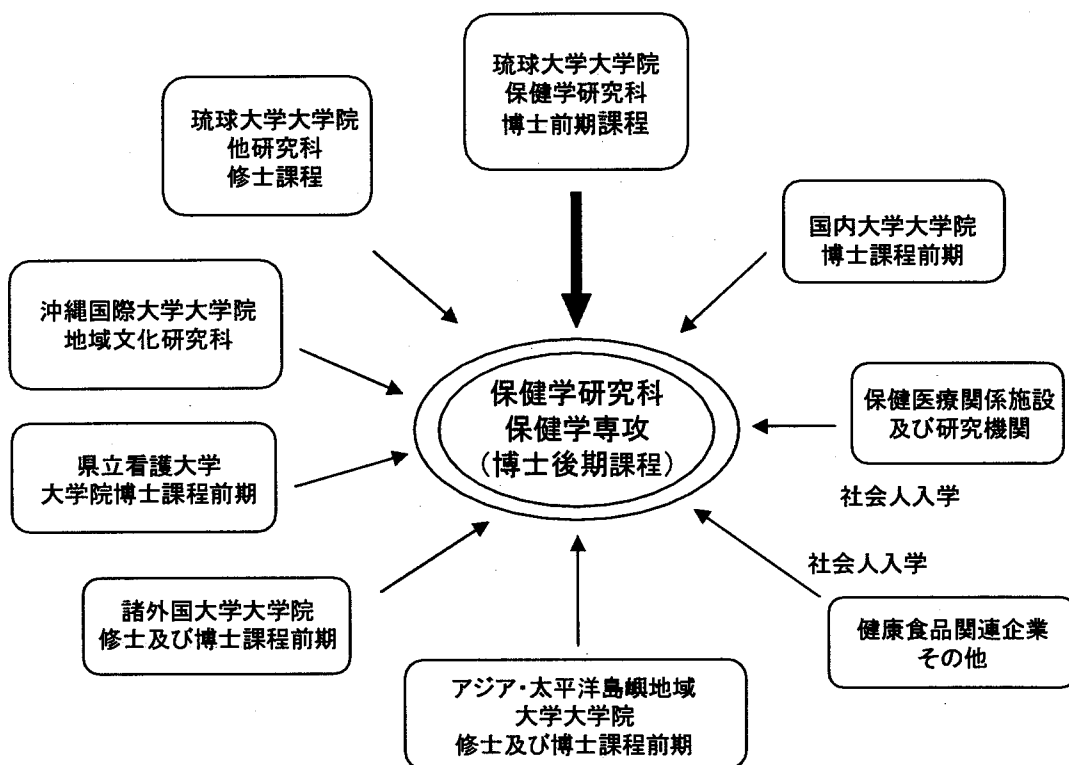 琉球大学大学院
保健学研究科
博士前期課程
琉球大学大学院
他研究科
修士課程
国内大学大学院
博士課程前期
沖縄国際大学大学院
地域文化研究科
保健学研究科
保健学専攻
(博士後期課程)
保健医療関係施設
及び研究機関
社会人入学
県立看護大学
大学院博士課程前期
社会人入学
諸外国大学大学院
修士及び博士課程前期
健康食品関連企業
その他
アジア・太平洋島嶼地域
大学大学院
修士及び博士課程前期